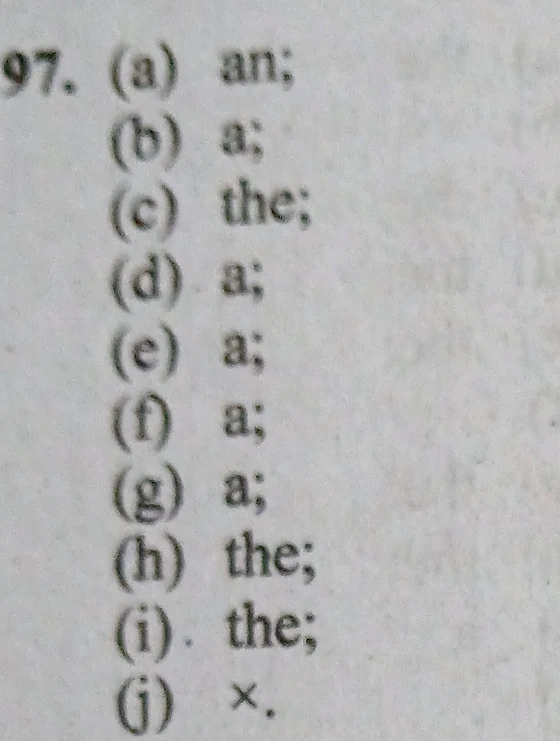 97. (a) an;
(b) a;
(c) the;
(d) a;
(e) a;
(f) a;
(g) a;
(h) the;
(i) the;
(j) ×.